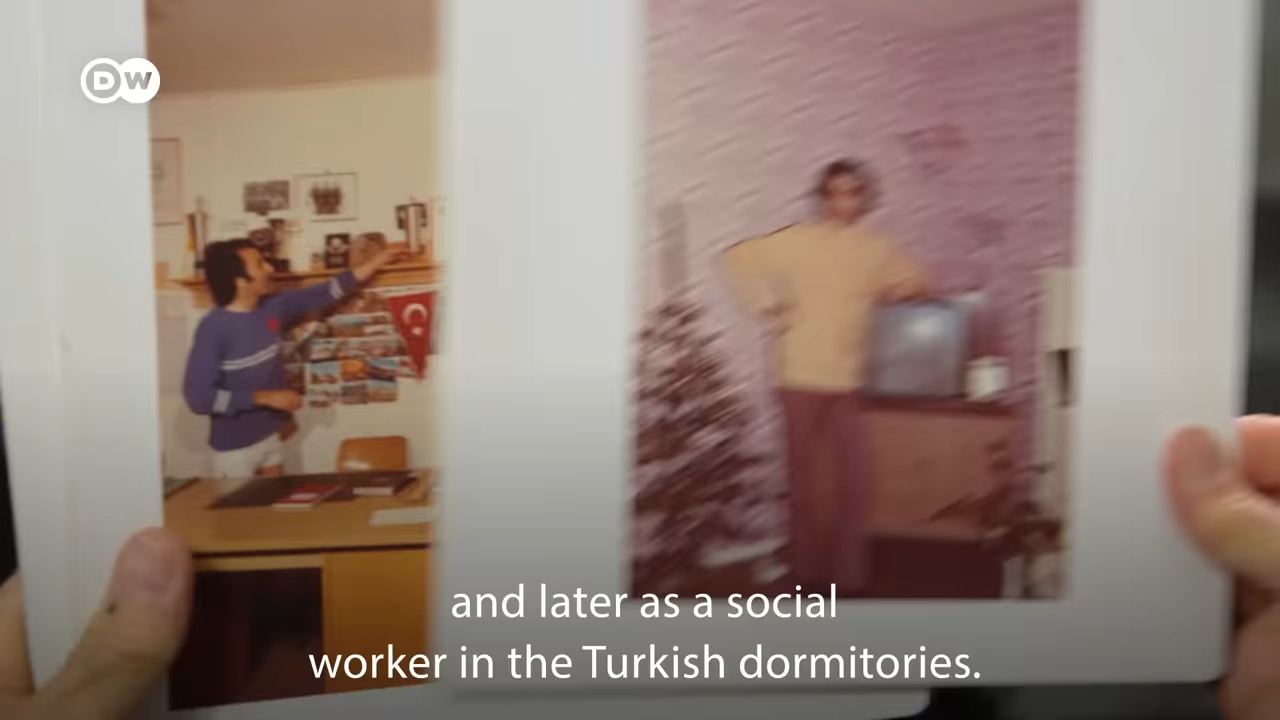 DW
and later as a social
worker in the Turkish dormitories.